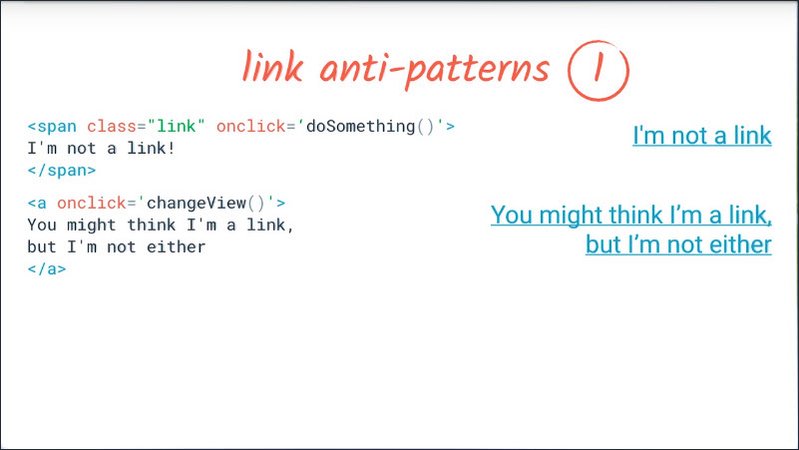 link anti-patterns 1
<span class="link" onclick=‘doSomething()'>
I'm not a link!
</span>
I'm not a link
<a onclick='changeView()'>
You might think I'm a link,
but I'm not either
</a>
You might think I’m a link,
but I’m not either